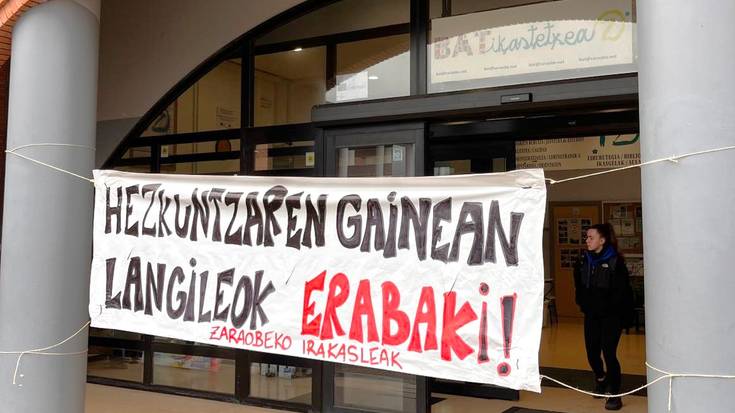 BAT ikastetxea
HEZKUNTZAREN GAINEAN
LANGILEOK ERABAKI!
ZARAOBEKO IRAKASLEAK